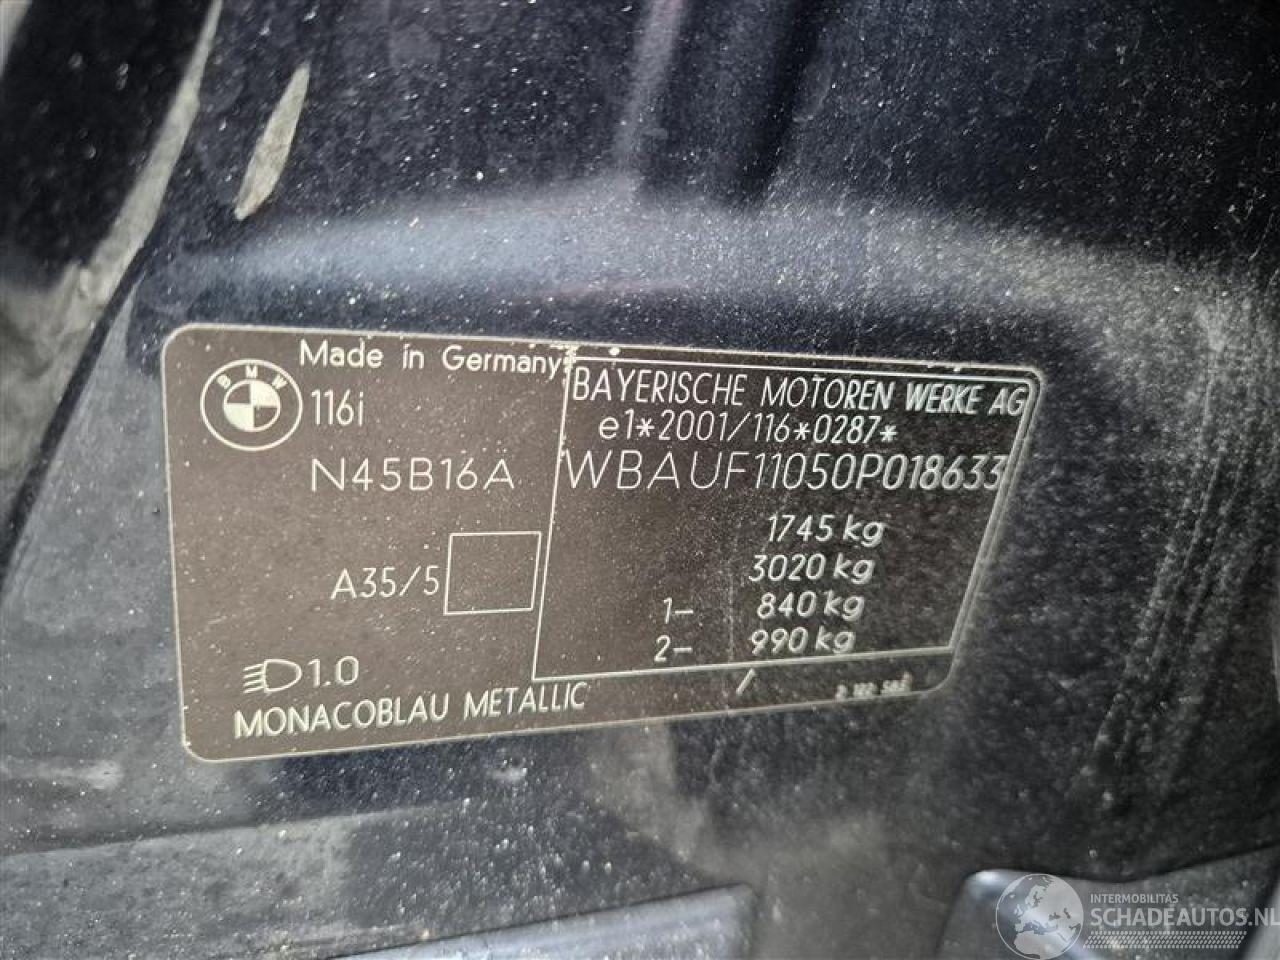 Made in Germany
BMW
116i
N45B16A
A35/5
1.0
MONACOBLAU METALLIC
BAYERISCHE MOTOREN WERKE AG
e1*2001/116*0287*
WBAUF11050P018633
1745 kg
3020 kg
1- 840 kg
2- 990 kg
/
INTERMOBILITAS
SCHADEAUTOS.NL